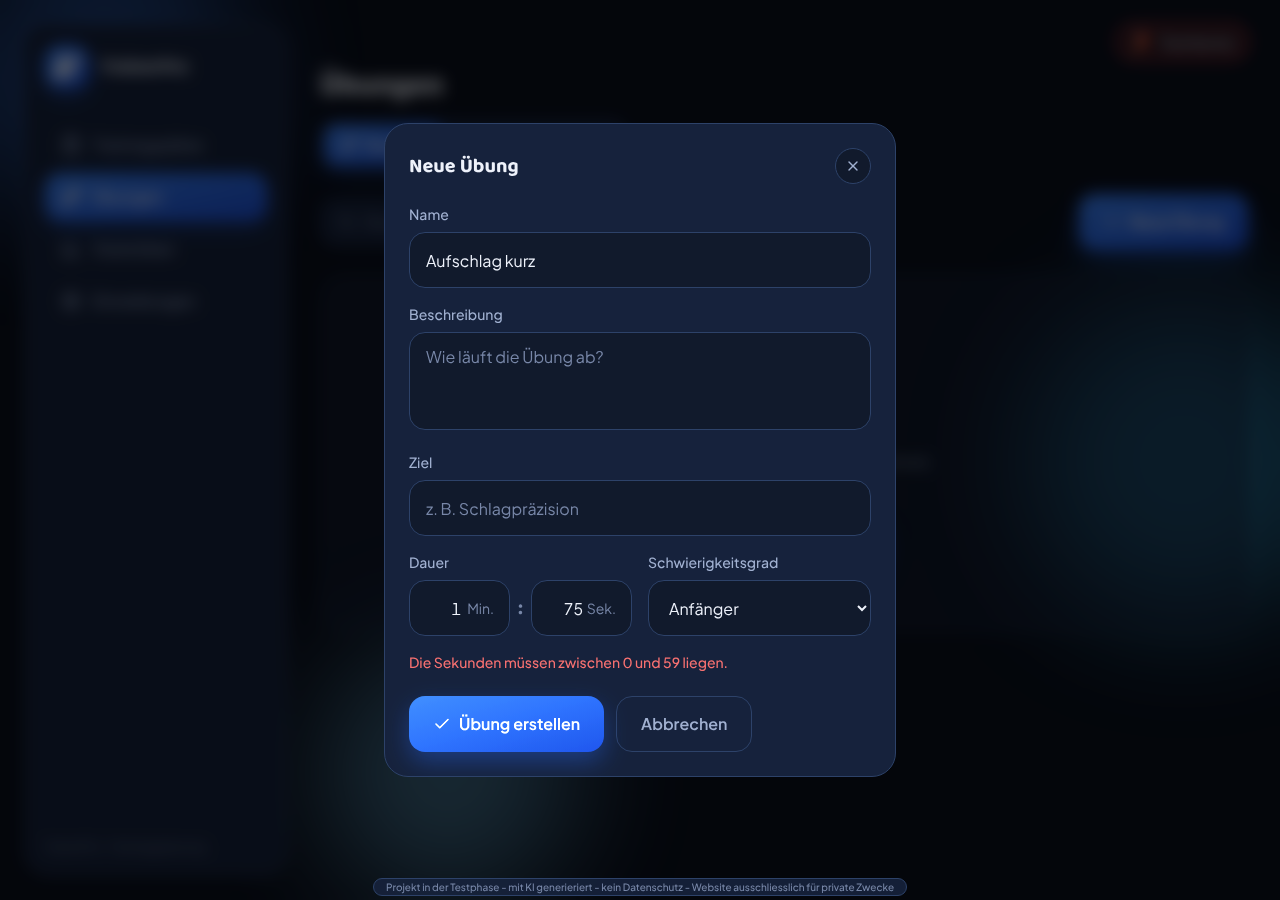 Übungen
Neue Übung
Name
Aufschlag kurz
Beschreibung
Wie läuft die Übung ab?
Ziel
z. B. Schlagpräzision
Dauer
Schwierigkeitsgrad
1 Min. : 75 Sek.
Anfänger
Die Sekunden müssen zwischen 0 und 59 liegen.
Übung erstellen
Abbrechen
Projekt in der Testphase - mit KI generieriert - kein Datenschutz - Website ausschliesslich für private Zwecke